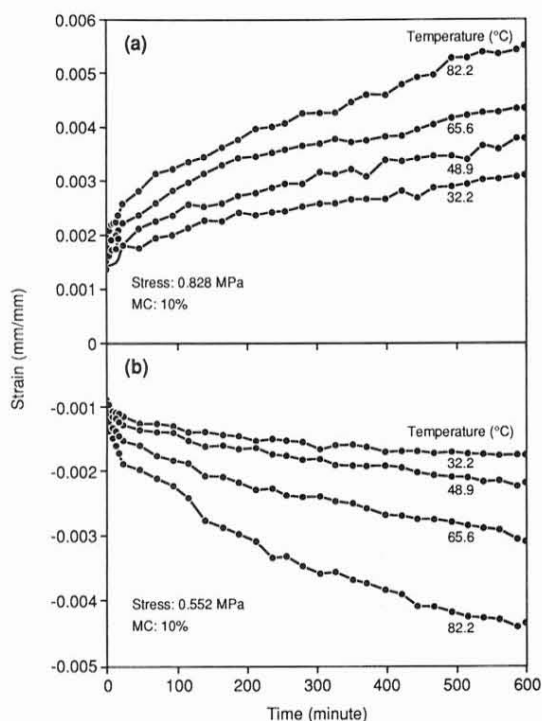 0.006
(a)
Temperature (°C)
82.2
0.005
65.6
0.004
48.9
0.003
32.2
0.002
Stress: 0.828 MPa
0.001
MC: 10%
0
Strain (mm/mm)
(b)
-0.001
Temperature (°C)
32.2
-0.002
48.9
65.6
-0.003
-0.004
Stress: 0.552 MPa
MC: 10%
82.2
-0.005
0 100 200 300 400 500 600
Time (minute)